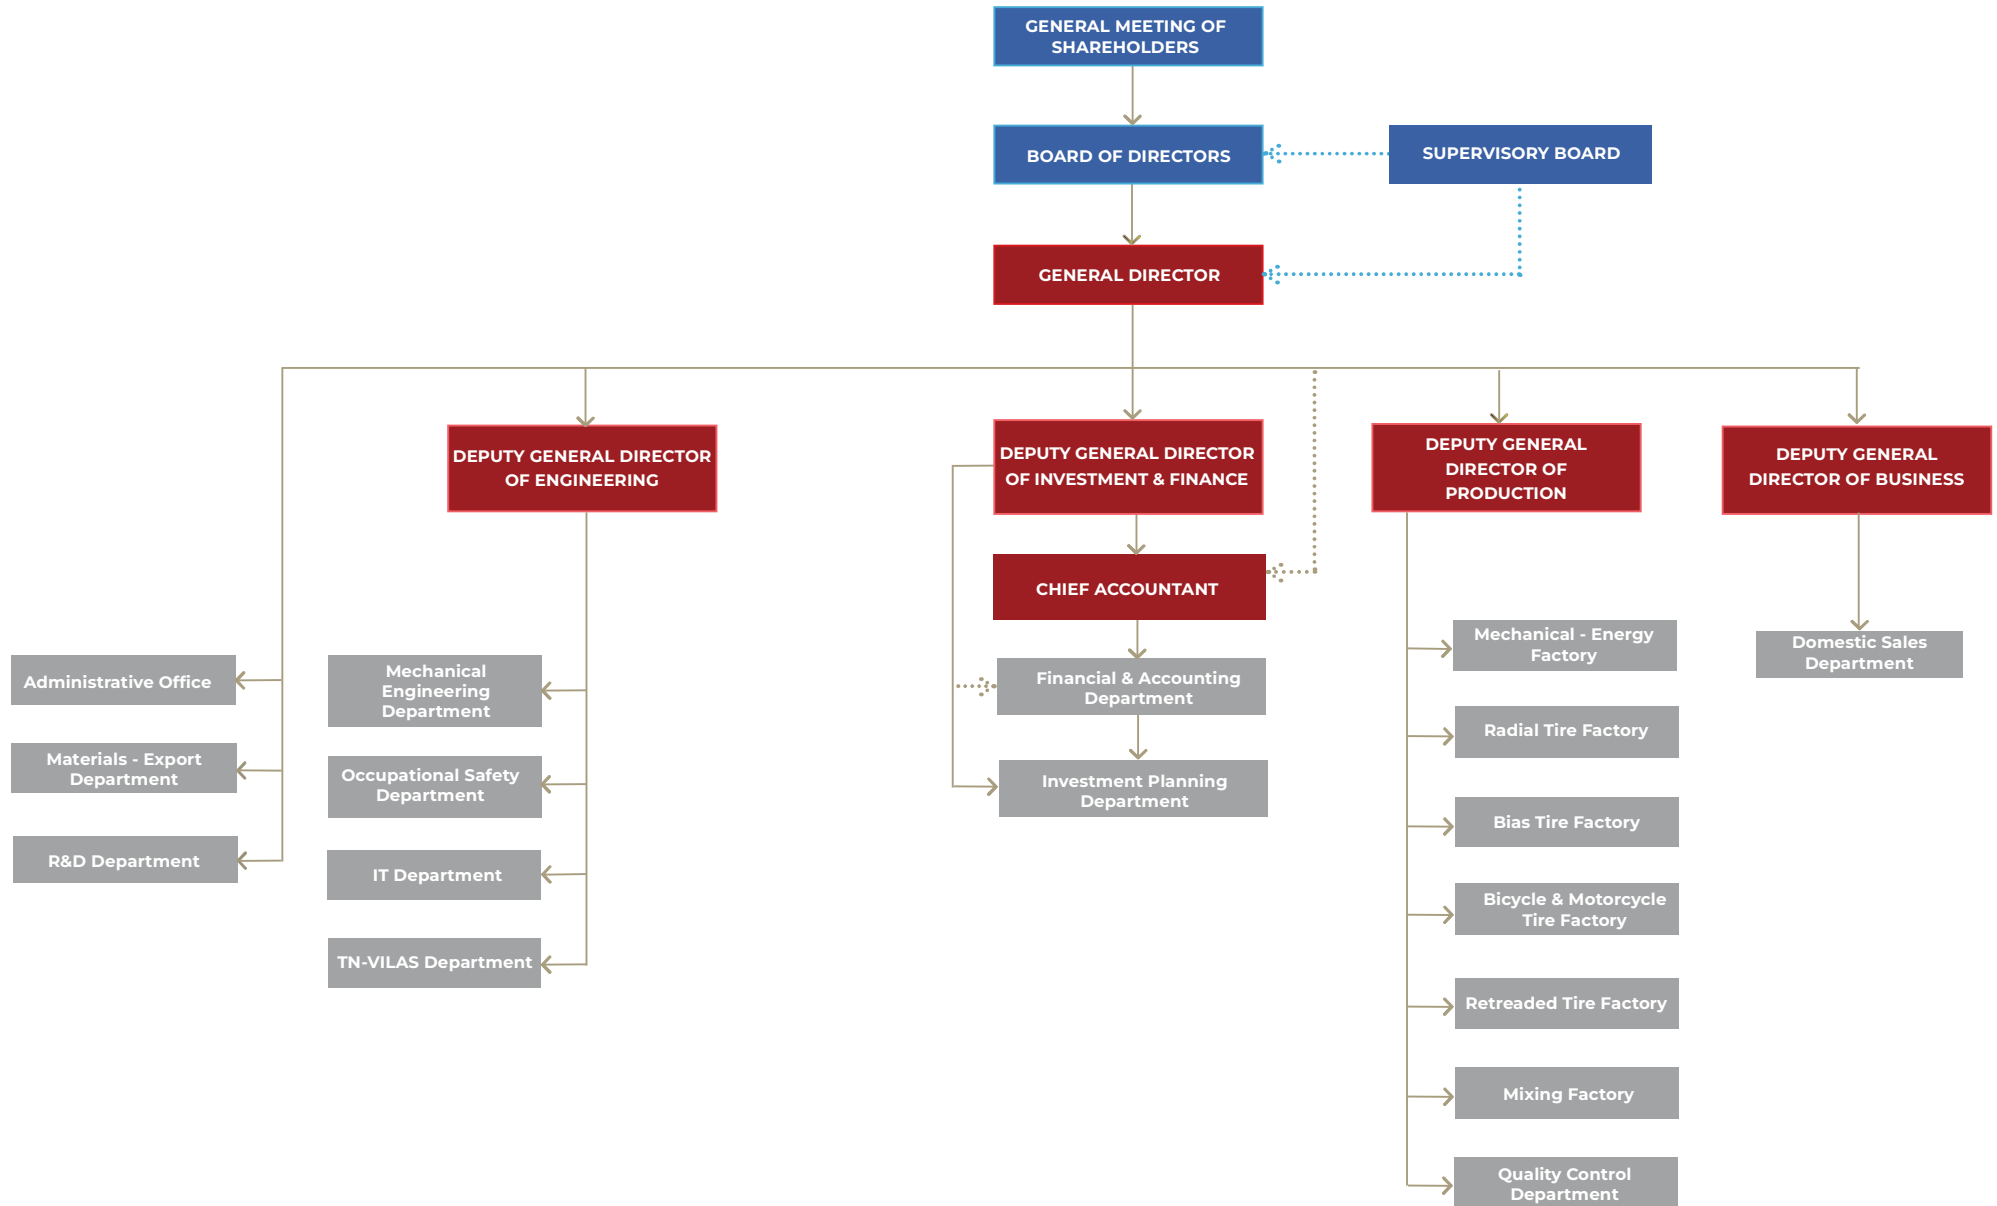 GENERAL MEETING OF
SHAREHOLDERS
BOARD OF DIRECTORS
SUPERVISORY BOARD
GENERAL DIRECTOR
DEPUTY GENERAL DIRECTOR
OF ENGINEERING
DEPUTY GENERAL DIRECTOR
OF INVESTMENT & FINANCE
DEPUTY GENERAL
DIRECTOR OF
PRODUCTION
DEPUTY GENERAL
DIRECTOR OF BUSINESS
CHIEF ACCOUNTANT
Administrative Office
Materials - Export
Department
R&D Department
Mechanical
Engineering
Department
Occupational Safety
Department
IT Department
TN-VILAS Department
Financial & Accounting
Department
Investment Planning
Department
Mechanical - Energy
Factory
Radial Tire Factory
Bias Tire Factory
Bicycle & Motorcycle
Tire Factory
Retreaded Tire Factory
Mixing Factory
Quality Control
Department
Domestic Sales
Department